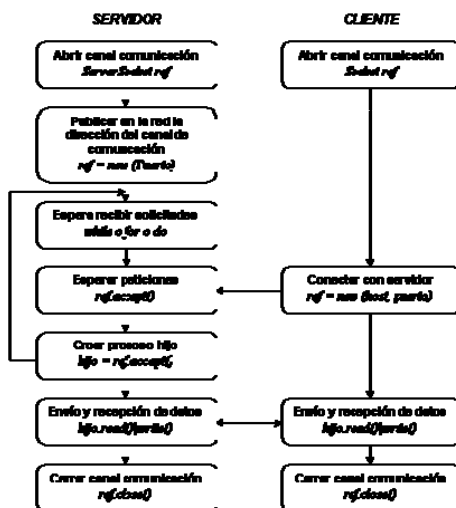 SERVIDOR
Abrir canal comunicación
ServerSocket ref
Publicar en la red la
dirección del canal de
comunicación
ref = new (Puerto)
Espera recibir solicitudes
while o for o do
Esperar peticiones
ref.accept()
Crear proceso hijo
hijo = ref.accept()
Envío y recepción de datos
hijo.read()/write()
Cerrar canal comunicación
ref.close()
CLIENTE
Abrir canal comunicación
Socket ref
Conectar con servidor
ref = new (host, puerto)
Envío y recepción de datos
hijo.read()/write()
Cerrar canal comunicación
ref.close()